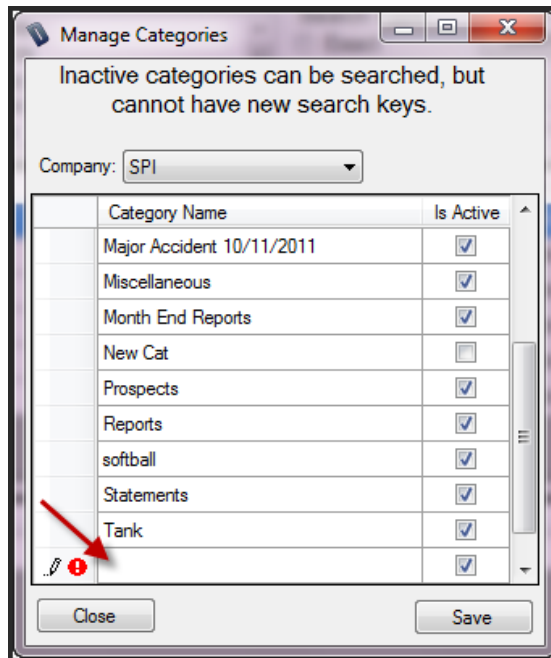 Manage Categories
Inactive categories can be searched, but
cannot have new search keys.
Company: SPI
Category Name Is Active
Major Accident 10/11/2011
Miscellaneous
Month End Reports
New Cat
Prospects
Reports
softball
Statements
Tank
Close Save